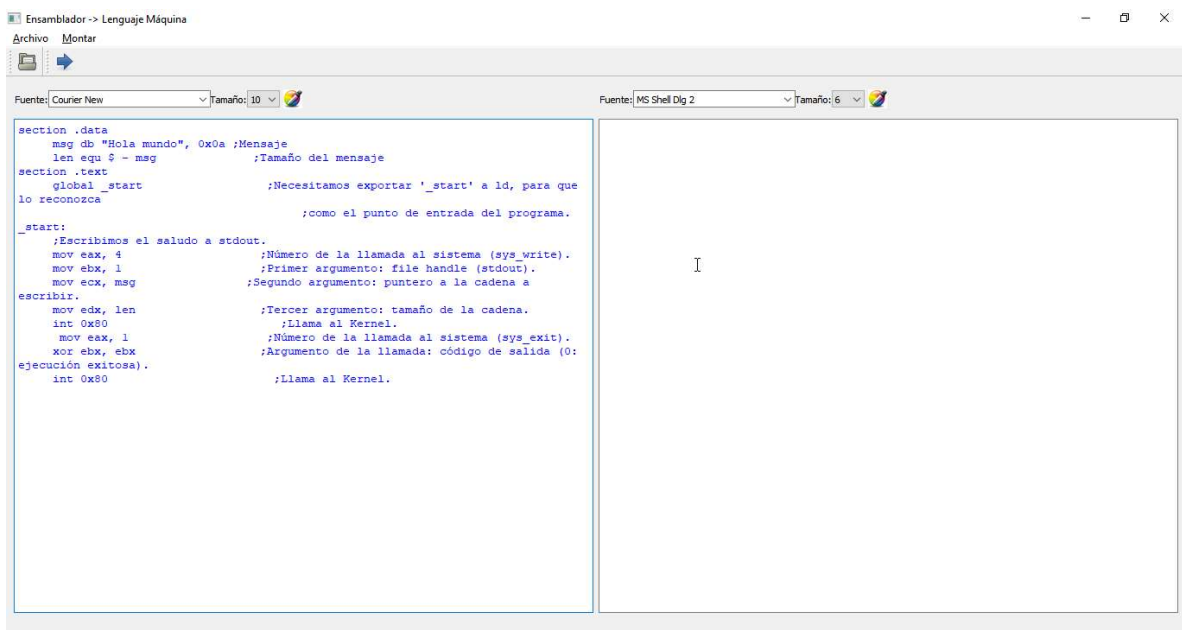 Ensamblador -> Lenguaje Máquina
Archivo Montar
Fuente: Courier New Tamaño: 10
Fuente: MS Shell Dlg 2 Tamaño: 6
section .data
msg db "Hola mundo", 0x0a ;Mensaje
len equ $ - msg ;Tamaño del mensaje
section .text
global _start ;Necesitamos exportar '_start' a ld, para que
lo reconozca
;como el punto de entrada del programa.
_start:
;Escribimos el saludo a stdout.
mov eax, 4 ;Número de la llamada al sistema (sys_write).
mov ebx, 1 ;Primer argumento: file handle (stdout).
mov ecx, msg ;Segundo argumento: puntero a la cadena a
escribir.
mov edx, len ;Tercer argumento: tamaño de la cadena.
int 0x80 ;Llama al Kernel.
mov eax, 1 ;Número de la llamada al sistema (sys_exit).
xor ebx, ebx ;Argumento de la llamada: código de salida (0:
ejecución exitosa).
int 0x80 ;Llama al Kernel.